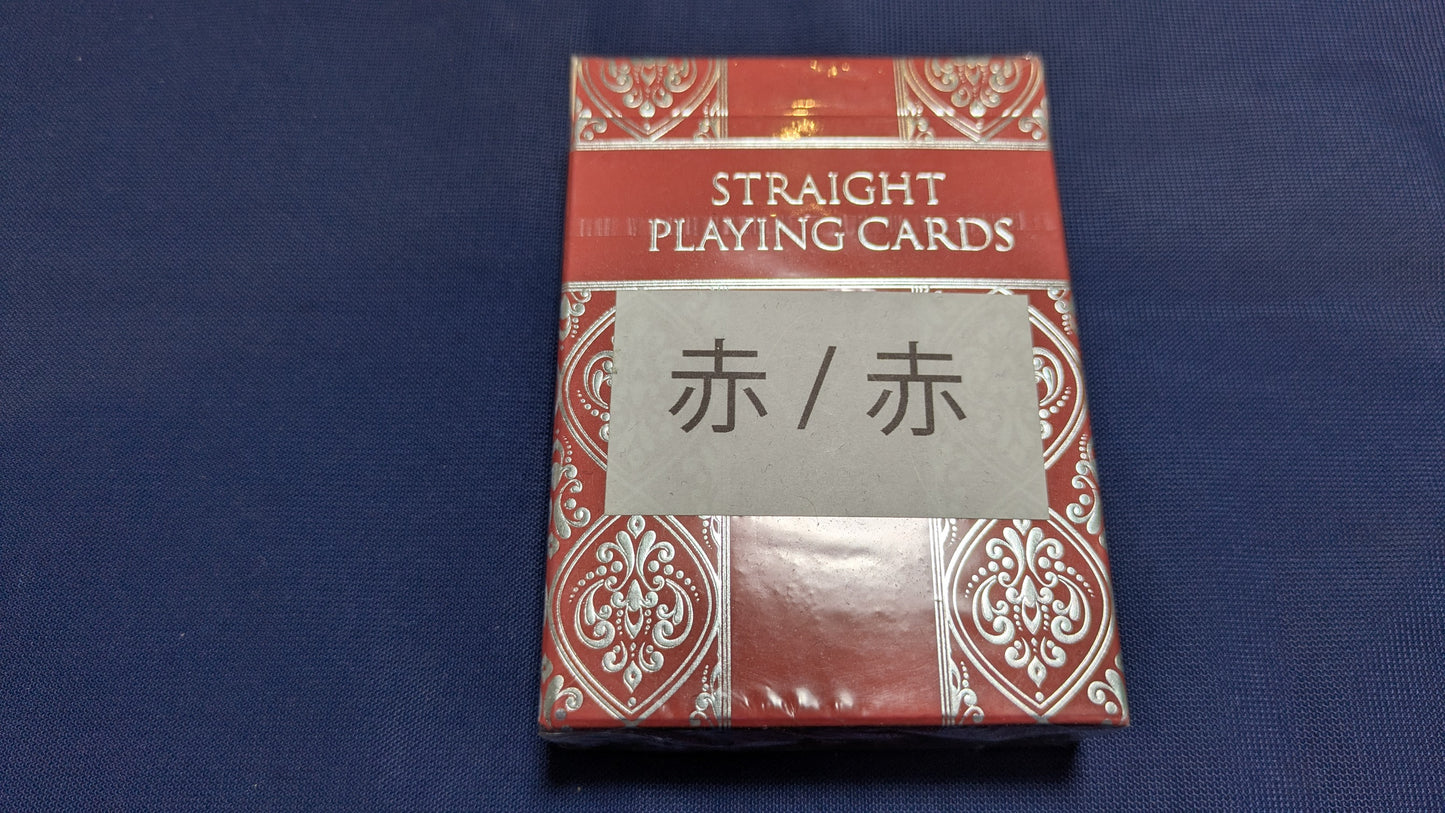 STRAIGHT
PLAYING CARDS
赤/赤